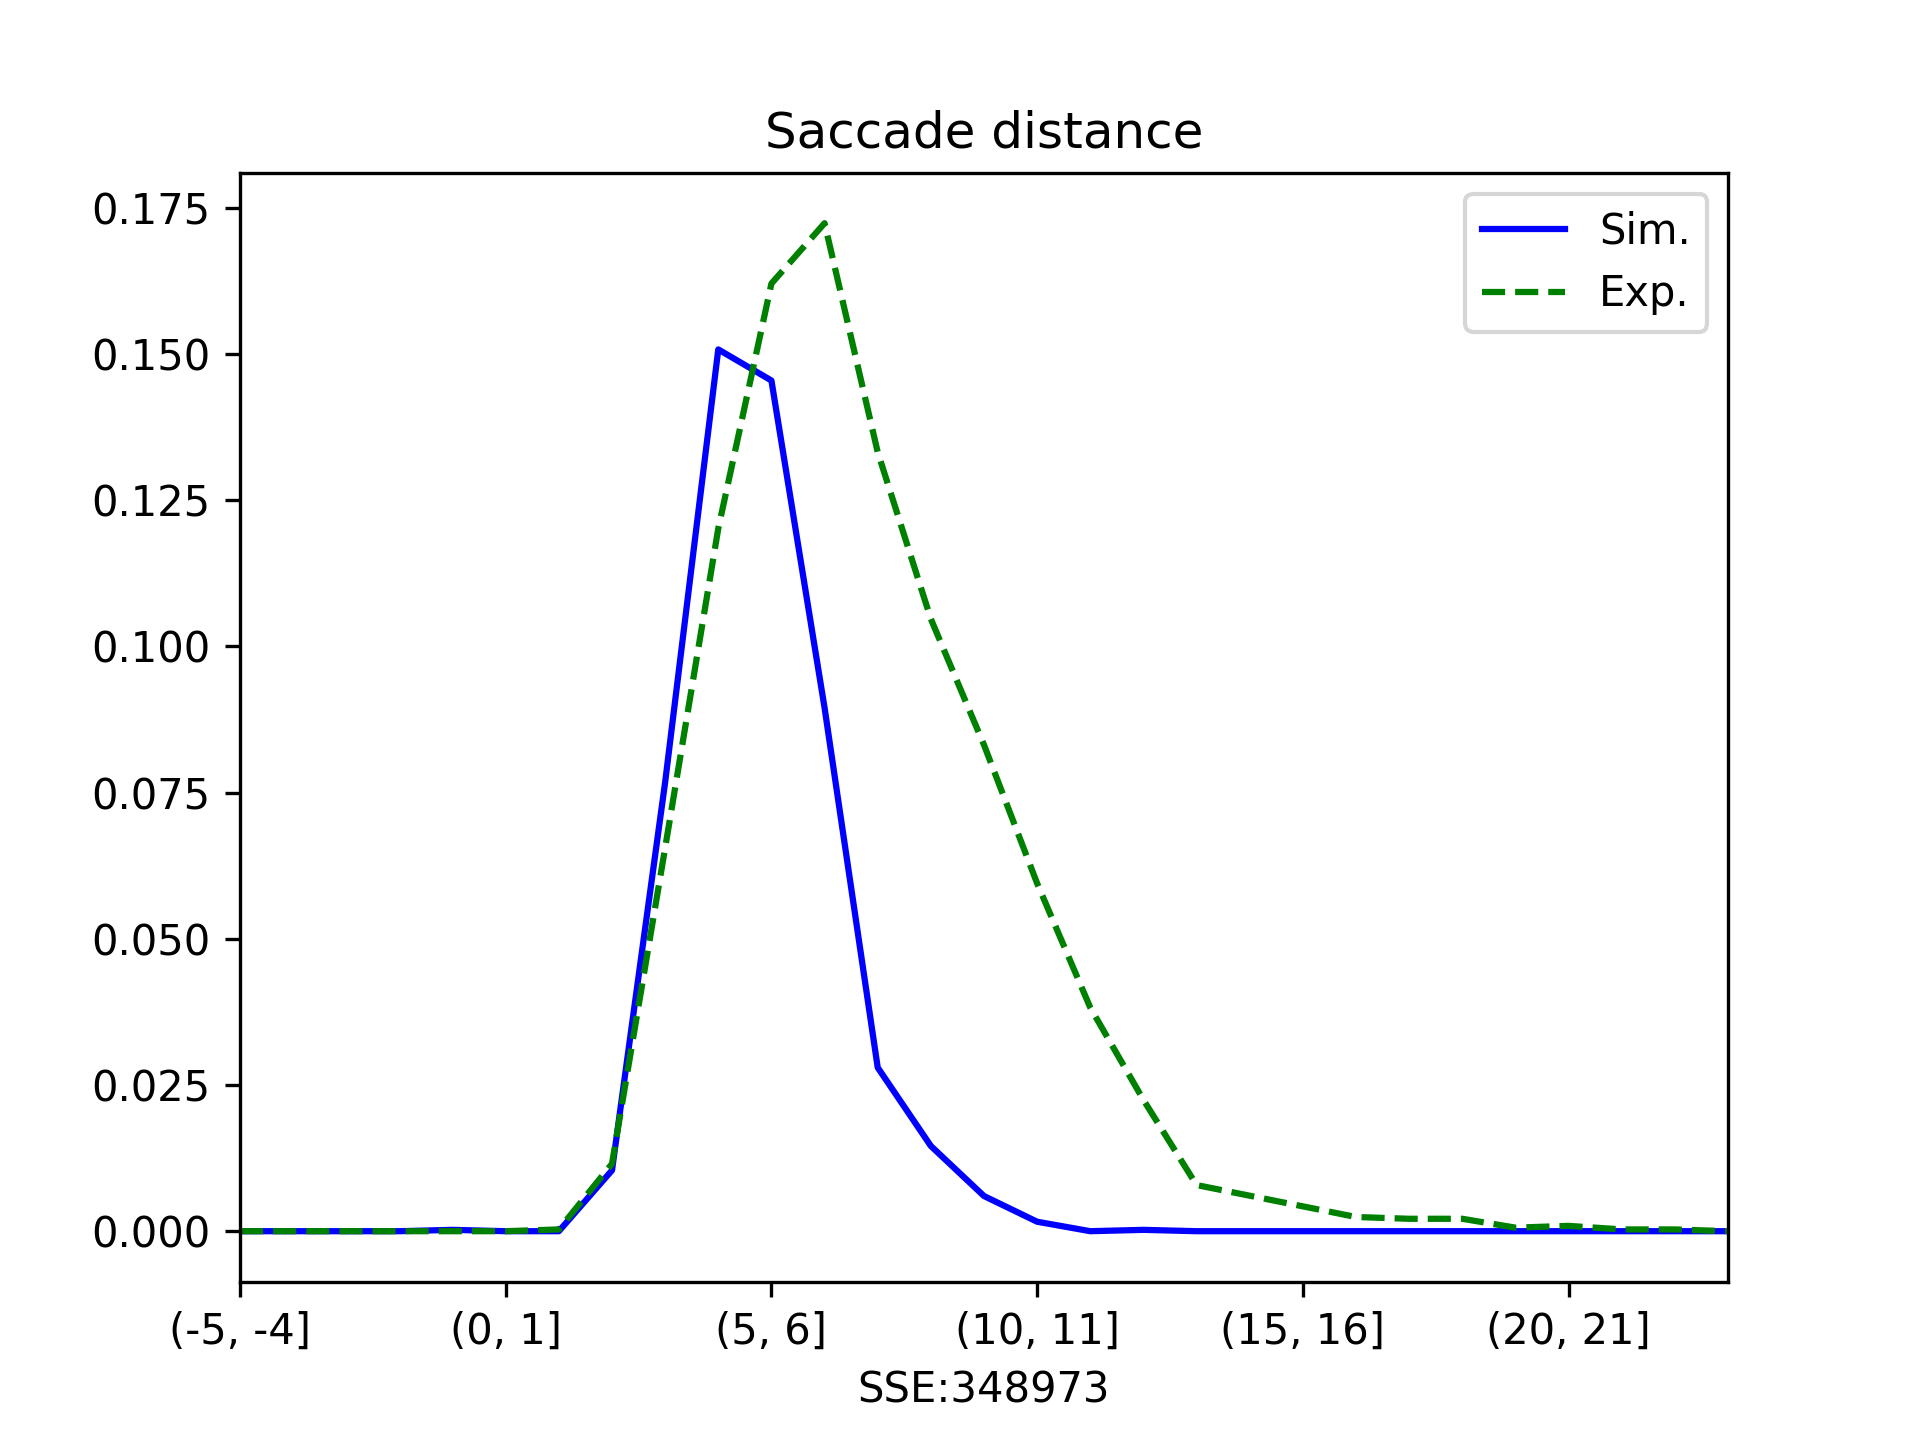 Saccade distance
0.175
0.150
0.125
0.100
0.075
0.050
0.025
0.000
Sim.
Exp.
(-5, -4] (0, 1] (5, 6] (10, 11] (15, 16] (20, 21]
SSE:348973